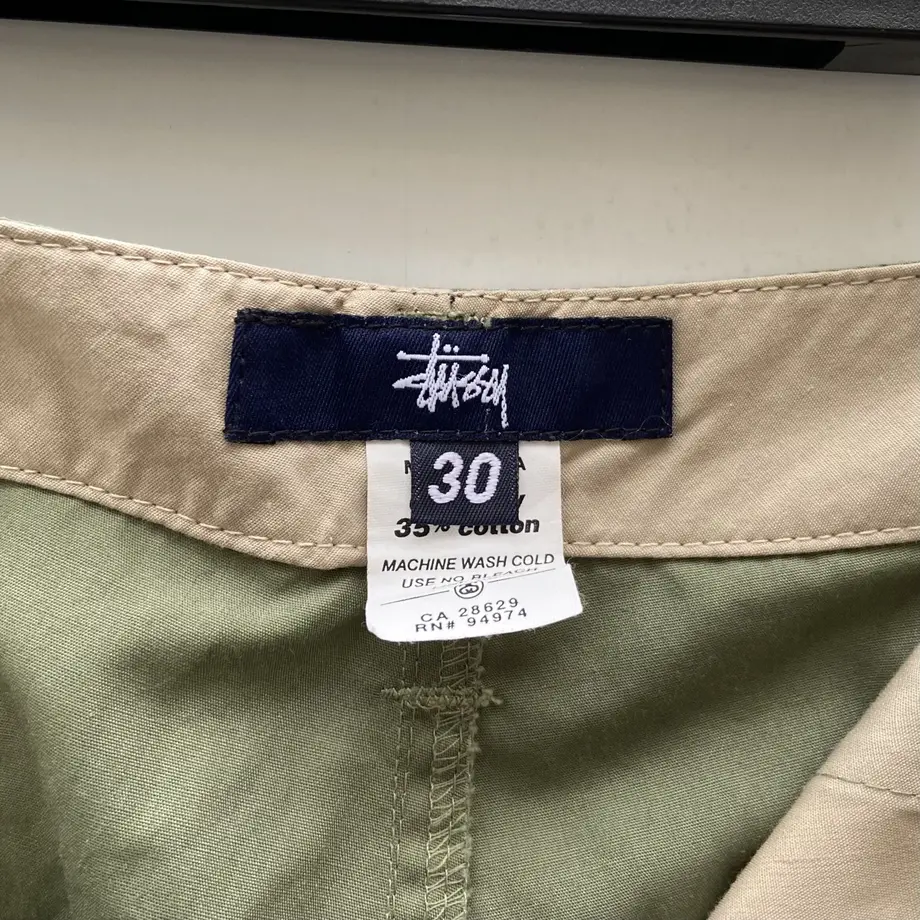 Stüssy
30
35% cotton
MACHINE WASH COLD
USE NO BLEACH
CA 28629
RN# 94974